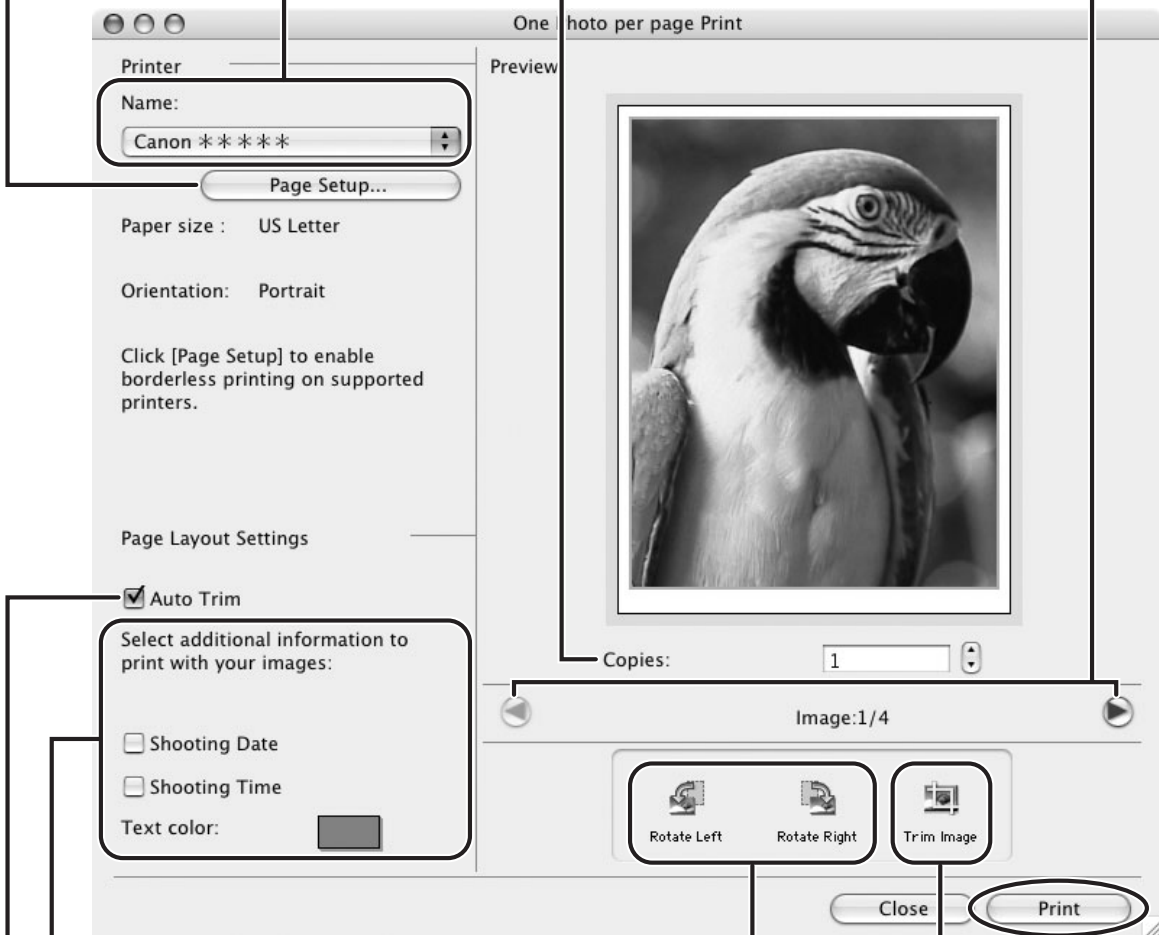 One Photo per page Print
Printer
Name:
Canon *****
Page Setup...
Paper size : US Letter
Orientation: Portrait
Click [Page Setup] to enable
borderless printing on supported
printers.
Page Layout Settings
Auto Trim
Select additional information to
print with your images:
Shooting Date
Shooting Time
Text color:
Preview
Copies: 1
Image:1/4
Rotate Left
Rotate Right
Trim Image
Close
Print